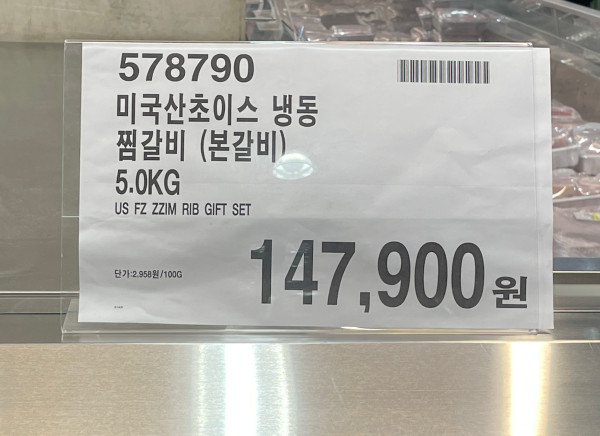 578790
미국산초이스 냉동
찜갈비 (본갈비)
5.0KG
US FZ ZZIM RIB GIFT SET
단가:2,958원/100G
147,900원